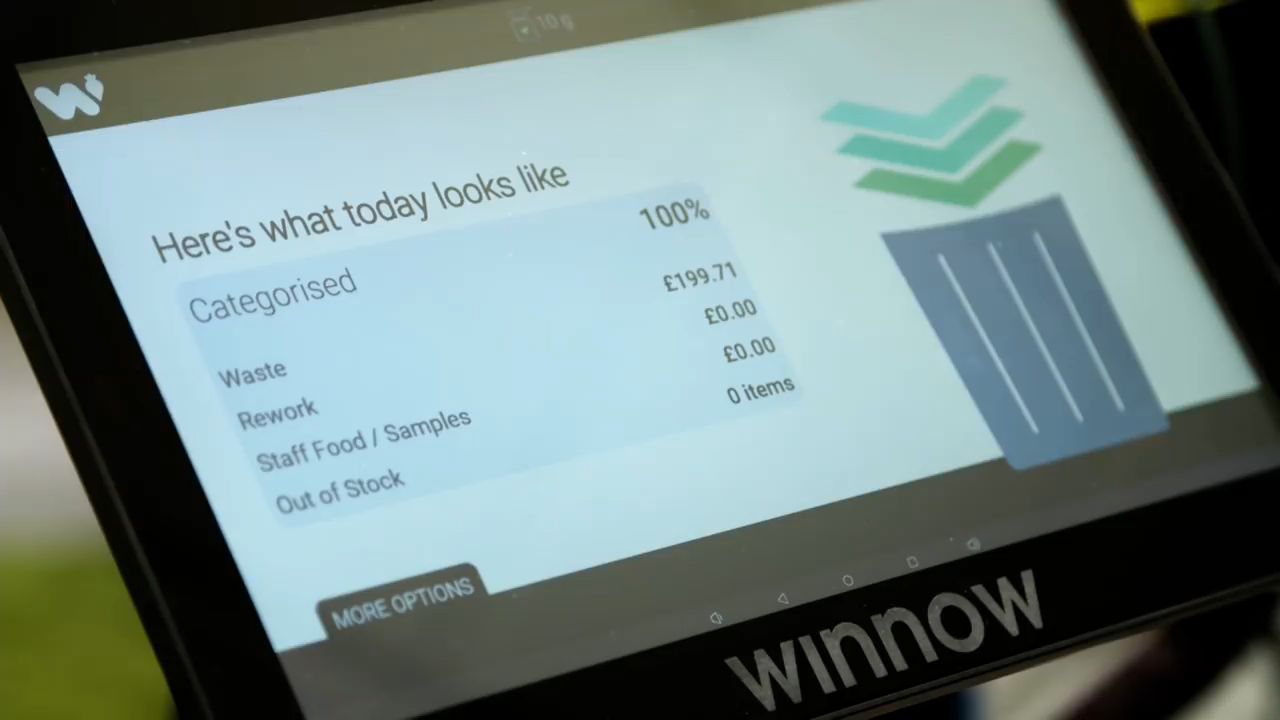 10 g
W
Here's what today looks like
Categorised 100%
Waste £199.71
Rework £0.00
Staff Food / Samples £0.00
Out of Stock 0 items
MORE OPTIONS
winnow